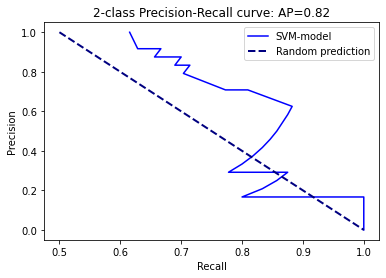 2-class Precision-Recall curve: AP=0.82
SVM-model
Random prediction
1.0
0.8
0.6
0.4
0.2
0.0
Precision
0.5 0.6 0.7 0.8 0.9 1.0
Recall